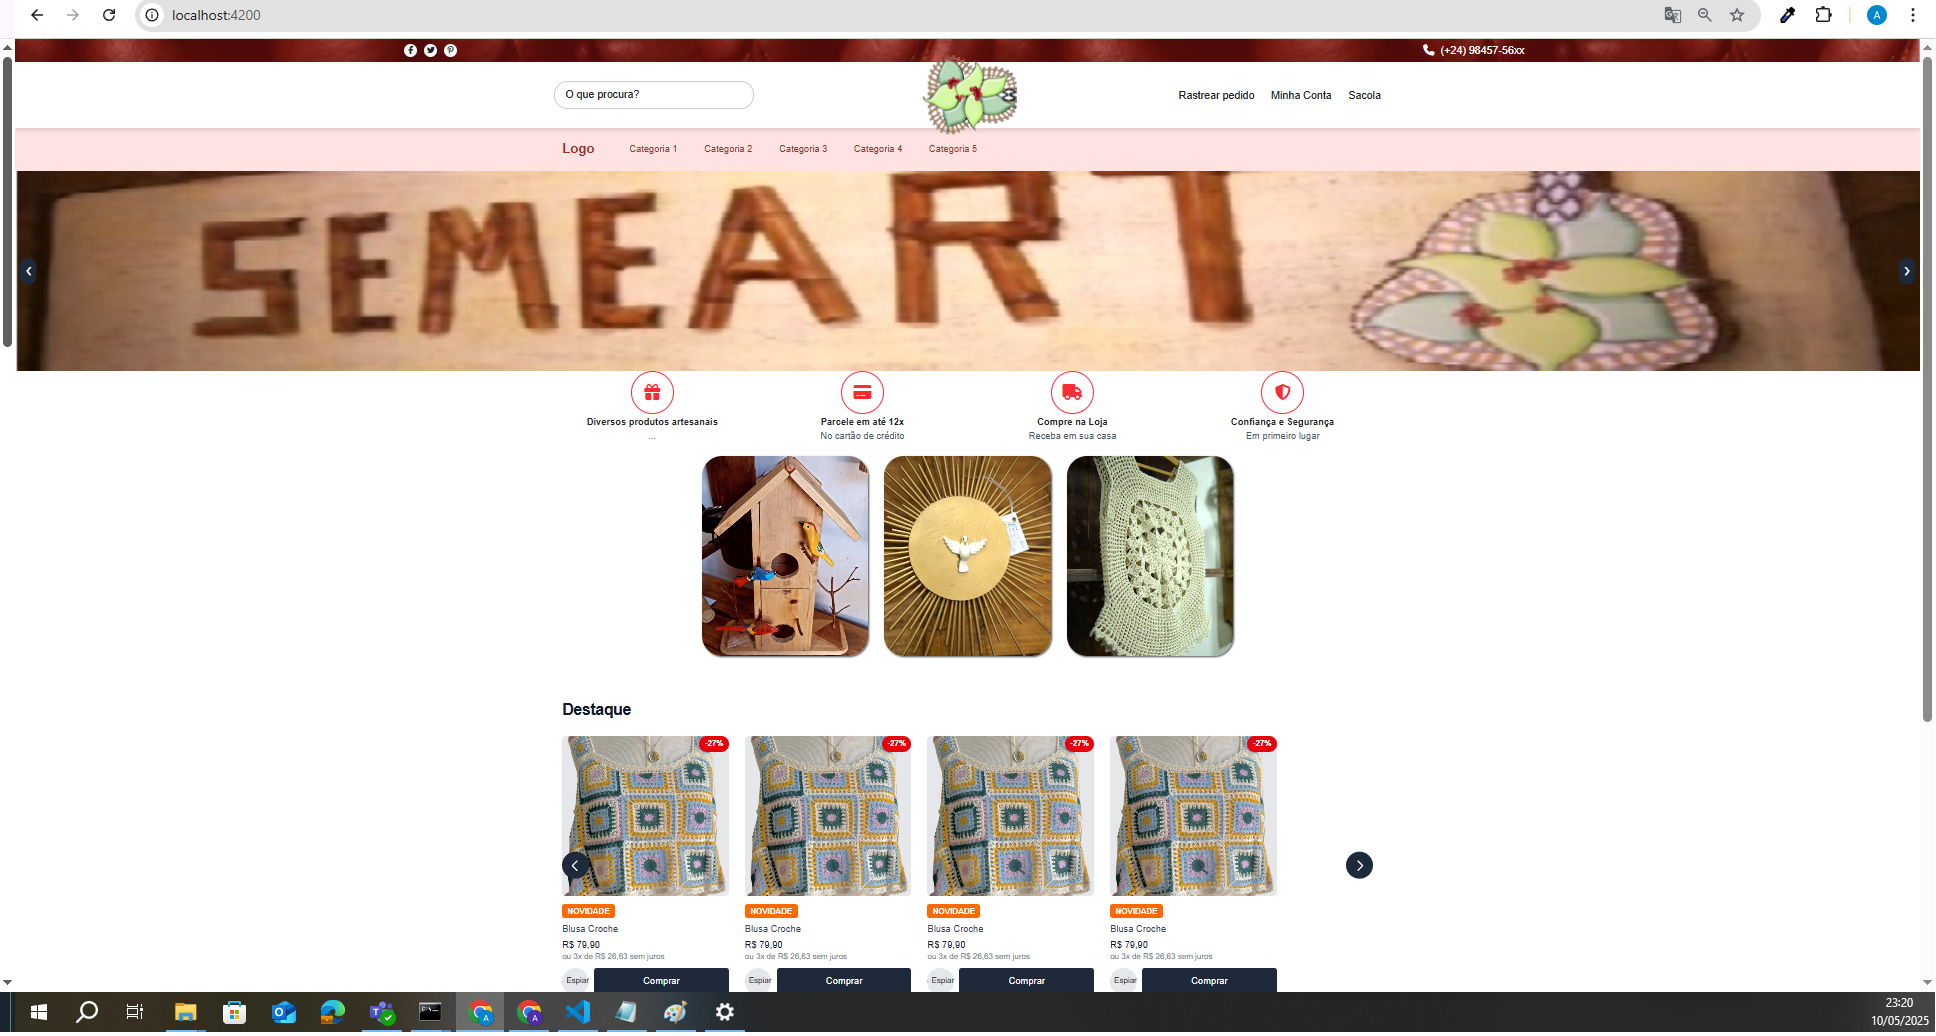 localhost:4200
A
(+24) 98457-56xx
O que procura?
Rastrear pedido Minha Conta Sacola
Logo Categoria 1 Categoria 2 Categoria 3 Categoria 4 Categoria 5
SEMEART
Diversos produtos artesanais
...
Parcele em até 12x
No cartão de crédito
Compre na Loja
Receba em sua casa
Confiança e Segurança
Em primeiro lugar
Destaque
-27% -27% -27% -27%
NOVIDADE NOVIDADE NOVIDADE NOVIDADE
Blusa Croche Blusa Croche Blusa Croche Blusa Croche
R$ 79,90 R$ 79,90 R$ 79,90 R$ 79,90
ou 3x de R$ 26,63 sem juros ou 3x de R$ 26,63 sem juros ou 3x de R$ 26,63 sem juros ou 3x de R$ 26,63 sem juros
Espiar Comprar Espiar Comprar Espiar Comprar Espiar Comprar
23:20
10/05/2025